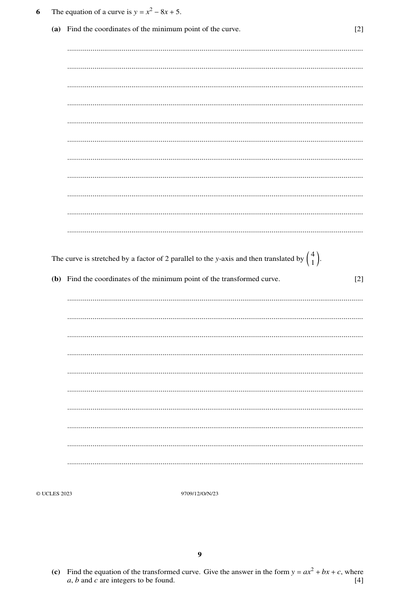 6 The equation of a curve is y = x² − 8x + 5.
(a) Find the coordinates of the minimum point of the curve. [2]
The curve is stretched by a factor of 2 parallel to the y-axis and then translated by (4 1).
(b) Find the coordinates of the minimum point of the transformed curve. [2]
© UCLES 2023 9709/12/O/N/23
9
(c) Find the equation of the transformed curve. Give the answer in the form y = ax² + bx + c, where
a, b and c are integers to be found. [4]